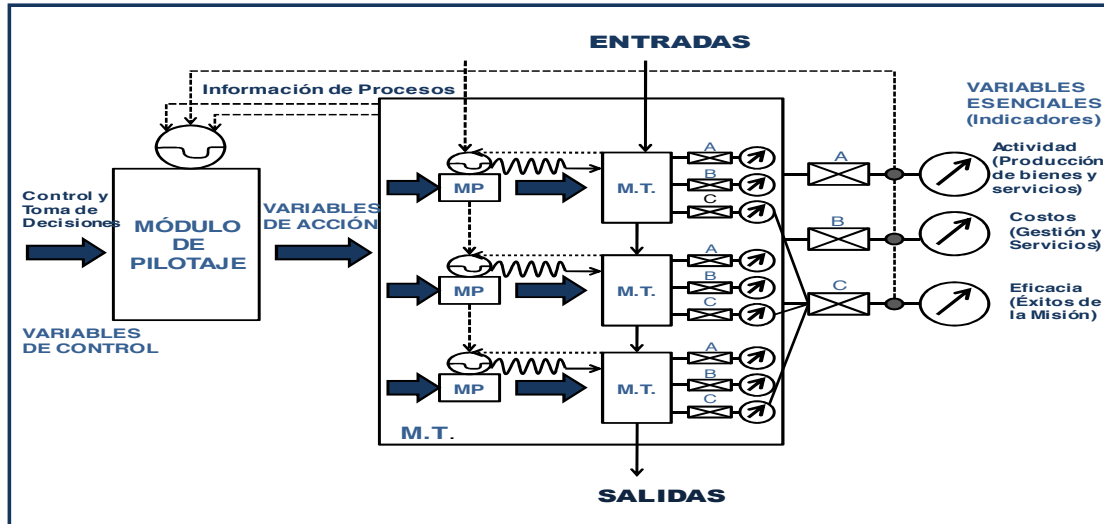 ENTRADAS
Información de Procesos
VARIABLES
ESENCIALES
(Indicadores)
Control y
Toma de
Decisiones
MÓDULO
DE
PILOTAJE
VARIABLES
DE ACCIÓN
VARIABLES
DE CONTROL
MP
M.T.
A
B
C
MP
M.T.
A
B
C
MP
M.T.
A
B
C
M.T.
A
B
C
Actividad
(Producción
de bienes y
servicios)
Costos
(Gestión y
Servicios)
Eficacia
(Éxitos de
la Misión)
SALIDAS